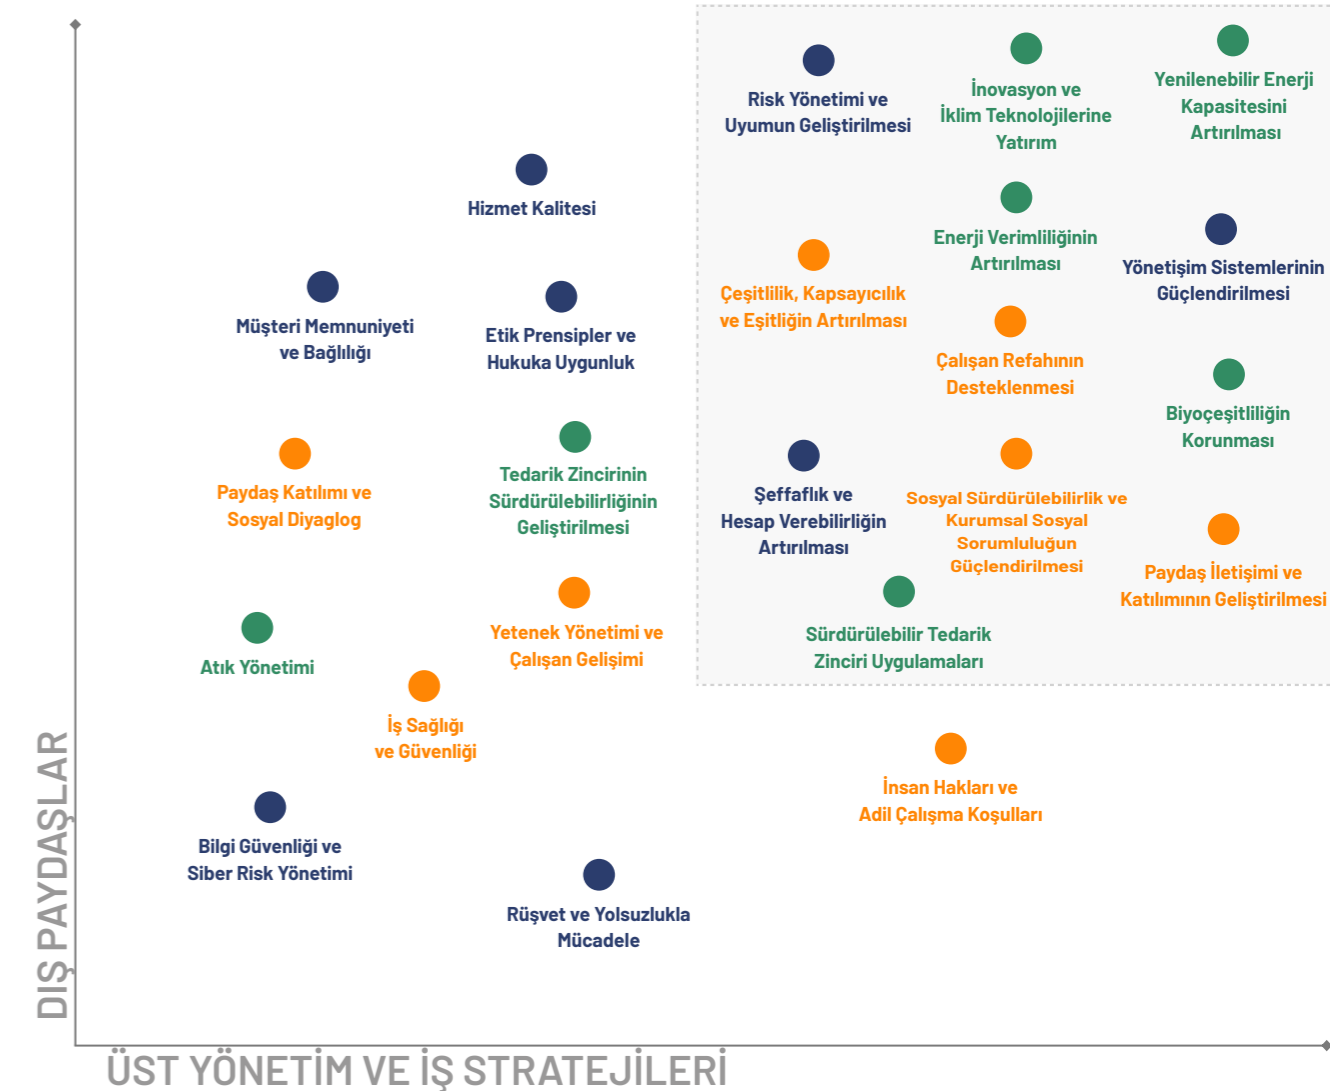 Risk Yönetimi ve
Uyumun Geliştirilmesi
İnovasyon ve
İklim Teknolojilerine
Yatırım
Yenilenebilir Enerji
Kapasitesini
Artırılması
Hizmet Kalitesi
Enerji Verimliliğinin
Artırılması
Yönetişim Sistemlerinin
Güçlendirilmesi
Çeşitlilik, Kapsayıcılık
ve Eşitliğin Artırılması
Müşteri Memnuniyeti
ve Bağlılığı
Etik Prensipler ve
Hukuka Uygunluk
Çalışan Refahının
Desteklenmesi
Biyoçeşitliliğin
Korunması
Paydaş Katılımı ve
Sosyal Diyaglog
Tedarik Zincirinin
Sürdürülebilirliğinin
Geliştirilmesi
Şeffaflık ve
Hesap Verebilirliğin
Artırılması
Sosyal Sürdürülebilirlik ve
Kurumsal Sosyal
Sorumluluğun
Güçlendirilmesi
Paydaş İletişimi ve
Katılımının Geliştirilmesi
Yetenek Yönetimi ve
Çalışan Gelişimi
Sürdürülebilir Tedarik
Zinciri Uygulamaları
Atık Yönetimi
İş Sağlığı
ve Güvenliği
İnsan Hakları ve
Adil Çalışma Koşulları
Bilgi Güvenliği ve
Siber Risk Yönetimi
Rüşvet ve Yolsuzlukla
Mücadele
DIŞ PAYDAŞLAR
ÜST YÖNETİM VE İŞ STRATEJİLERİ